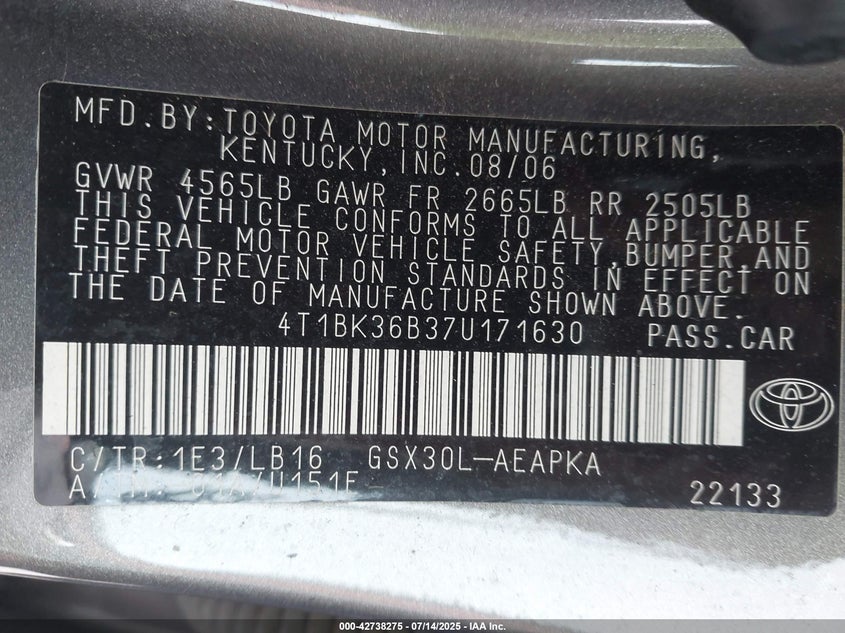 MFD.BY:TOYOTA MOTOR MANUFACTURING,
KENTUCKY,INC.08/06
GVWR 4565LB GAWR FR 2665LB RR 2505LB
THIS VEHICLE CONFORMS TO ALL APPLICABLE
FEDERAL MOTOR VEHICLE SAFETY,BUMPER,AND
THEFT PREVENTION STANDARDS IN EFFECT ON
THE DATE OF MANUFACTURE SHOWN ABOVE.
4T1BK36B37U171630 PASS.CAR
C/TR:1E3/LB16 GSX30L-AEAPKA
22133
000-42738275 - 07/14/2025 - IAA Inc.